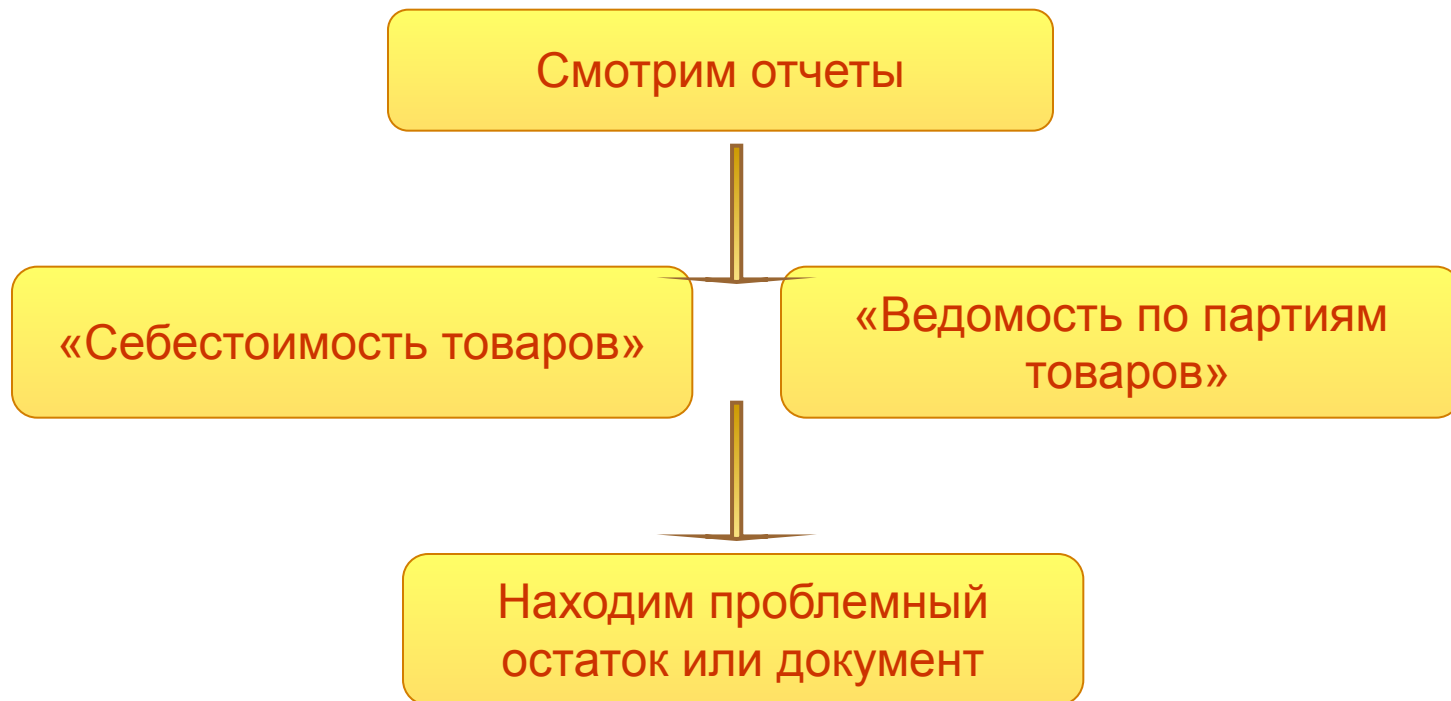 Смотрим отчеты
«Себестоимость товаров»
«Ведомость по партиям
товаров»
Находим проблемный
остаток или документ